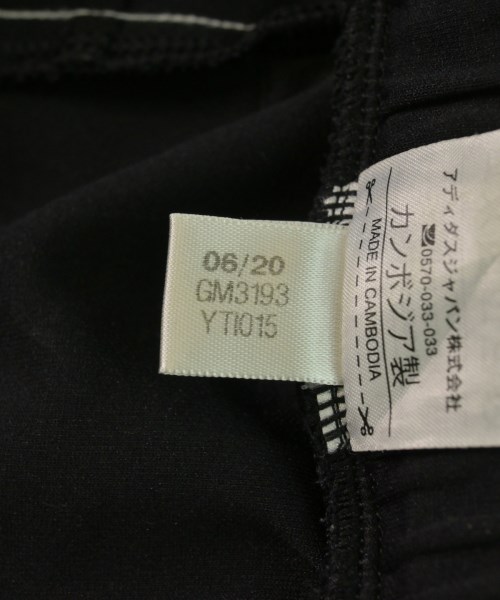 06/20
GM3193
YTI015
アディダスジャパン株式会社
0570-033-033
カンボジア製
MADE IN CAMBODIA